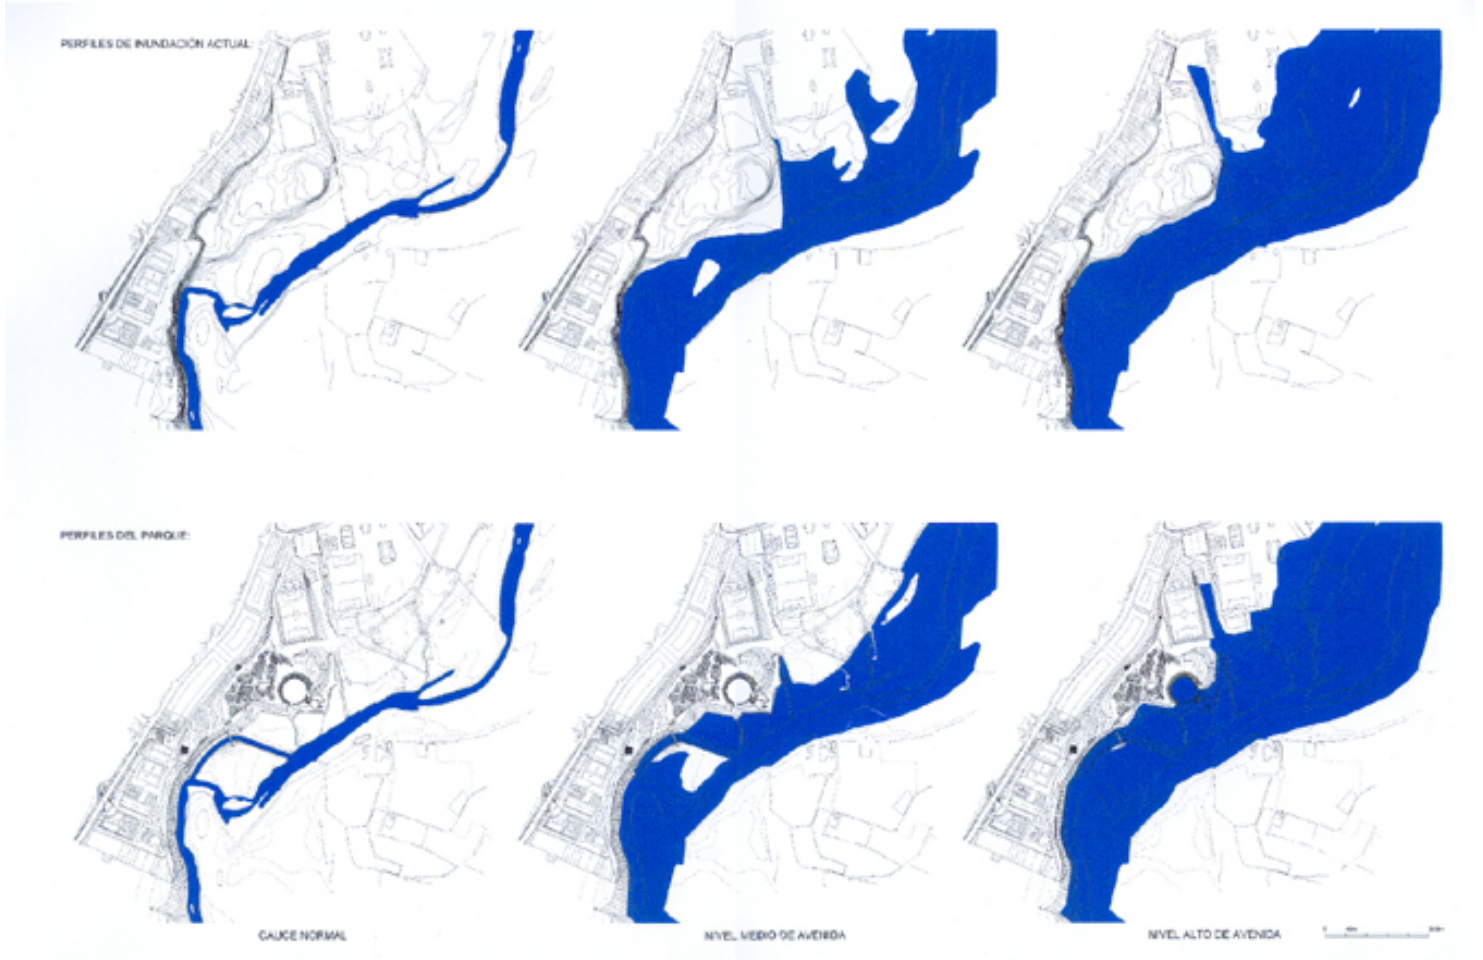 PERFILES DE INUNDACIÓN ACTUAL:
PERFILES DEL PARQUE:
CAUCE NORMAL
NIVEL MEDIO DE AVENIDA
NIVEL ALTO DE AVENIDA